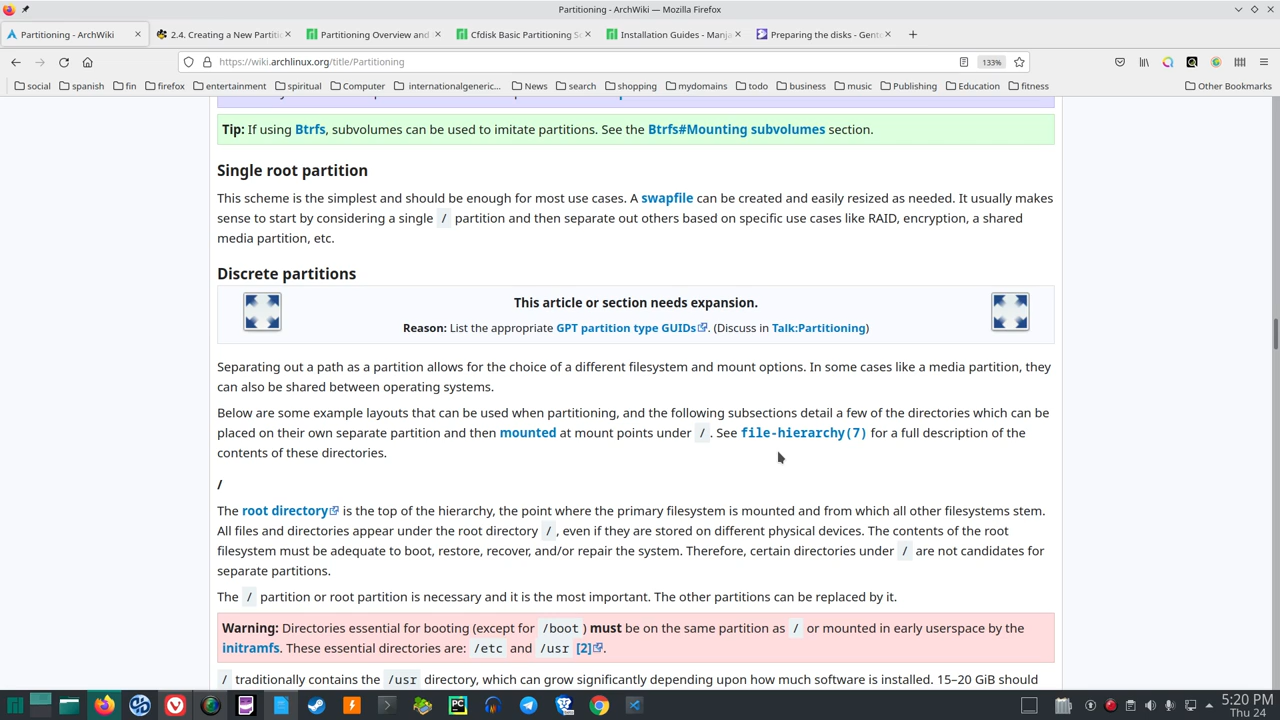 Partitioning - ArchWiki — Mozilla Firefox
Partitioning - ArchWiki
2.4. Creating a New Partiti
Partitioning Overview and
Cfdisk Basic Partitioning S
Installation Guides - Manja
Preparing the disks - Gent
https://wiki.archlinux.org/title/Partitioning
133%
social
spanish
fin
firefox
entertainment
spiritual
Computer
internationalgeneric...
News
search
shopping
mydomains
todo
business
music
Publishing
Education
fitness
Other Bookmarks
Tip: If using Btrfs, subvolumes can be used to imitate partitions. See the Btrfs#Mounting subvolumes section.
Single root partition
This scheme is the simplest and should be enough for most use cases. A swapfile can be created and easily resized as needed. It usually makes
sense to start by considering a single / partition and then separate out others based on specific use cases like RAID, encryption, a shared
media partition, etc.
Discrete partitions
This article or section needs expansion.
Reason: List the appropriate GPT partition type GUIDs. (Discuss in Talk:Partitioning)
Separating out a path as a partition allows for the choice of a different filesystem and mount options. In some cases like a media partition, they
can also be shared between operating systems.
Below are some example layouts that can be used when partitioning, and the following subsections detail a few of the directories which can be
placed on their own separate partition and then mounted at mount points under /. See file-hierarchy(7) for a full description of the
contents of these directories.
/
The root directory is the top of the hierarchy, the point where the primary filesystem is mounted and from which all other filesystems stem.
All files and directories appear under the root directory /, even if they are stored on different physical devices. The contents of the root
filesystem must be adequate to boot, restore, recover, and/or repair the system. Therefore, certain directories under / are not candidates for
separate partitions.
The / partition or root partition is necessary and it is the most important. The other partitions can be replaced by it.
Warning: Directories essential for booting (except for /boot) must be on the same partition as / or mounted in early userspace by the
initramfs. These essential directories are: /etc and /usr [2].
/ traditionally contains the /usr directory, which can grow significantly depending upon how much software is installed. 15–20 GiB should
5:20 PM
Thu 24